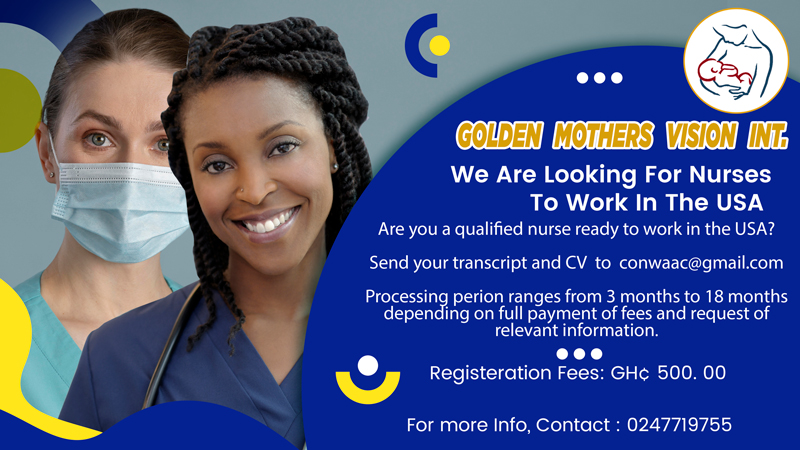 GOLDEN MOTHERS VISION INT.
We Are Looking For Nurses
To Work In The USA
Are you a qualified nurse ready to work in the USA?
Send your transcript and CV to conwaac@gmail.com
Processing perion ranges from 3 months to 18 months
depending on full payment of fees and request of
relevant information.
Registeration Fees: GH¢ 500. 00
For more Info, Contact : 0247719755